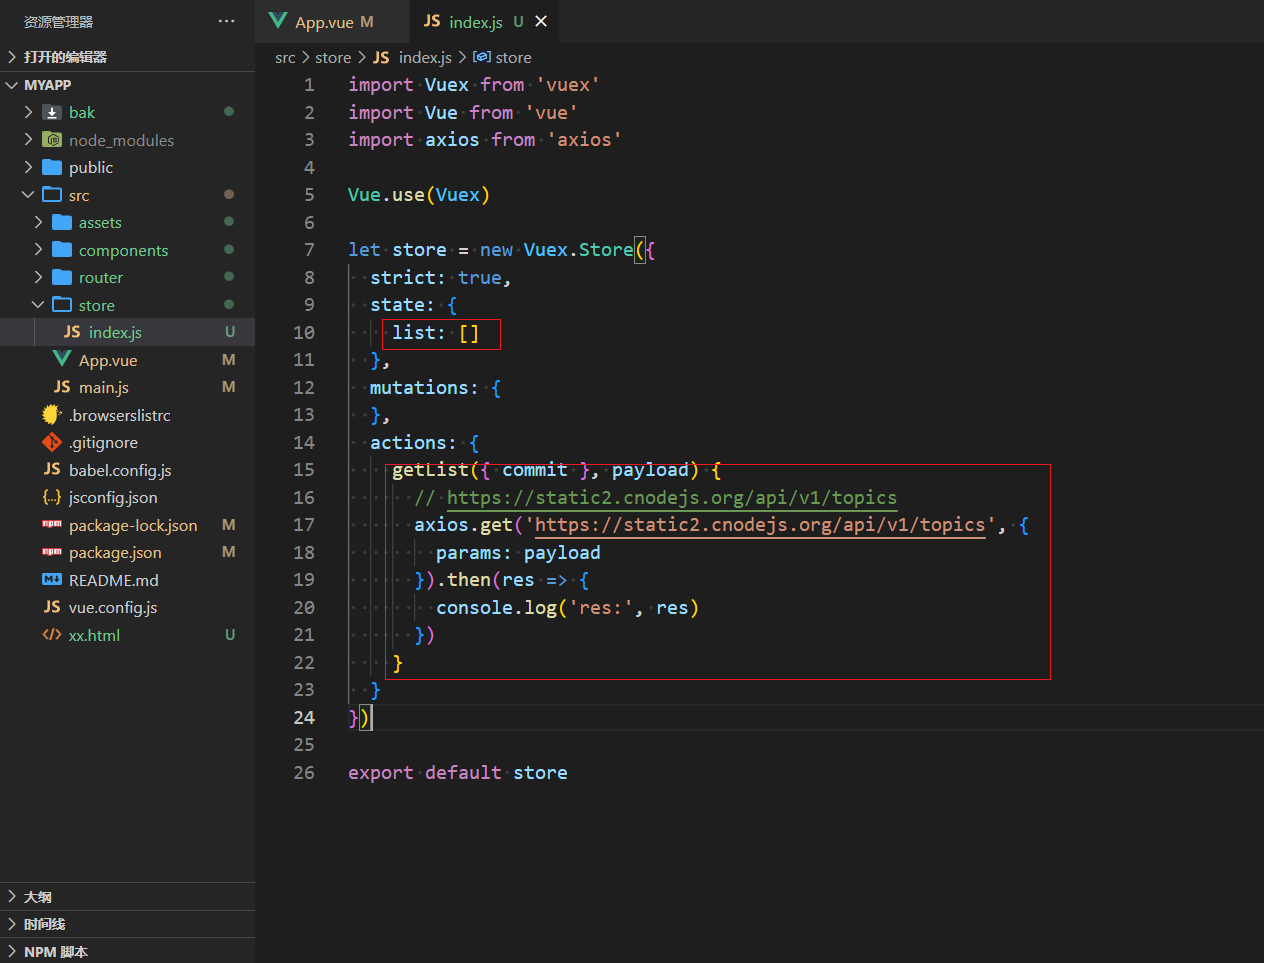 资源管理器 ···
打开的编辑器
MYAPP
bak
node_modules
public
src
assets
components
router
store
JS index.js U
App.vue M
JS main.js M
.browserslistrc
.gitignore
JS babel.config.js
{..} jsconfig.json
npm package-lock.json M
npm package.json M
README.md
JS vue.config.js
xx.html U
大纲
时间线
NPM 脚本
App.vue M
JS index.js U ×
src > store > JS index.js > store
1 import Vuex from 'vuex'
2 import Vue from 'vue'
3 import axios from 'axios'
4
5 Vue.use(Vuex)
6
7 let store = new Vuex.Store({
8 strict: true,
9 state: {
10 list: []
11 },
12 mutations: {
13 },
14 actions: {
15 getList({ commit }, payload) {
16 // https://static2.cnodejs.org/api/v1/topics
17 axios.get('https://static2.cnodejs.org/api/v1/topics', {
18 params: payload
19 }).then(res => {
20 console.log('res:', res)
21 })
22 }
23 }
24 })
25
26 export default store